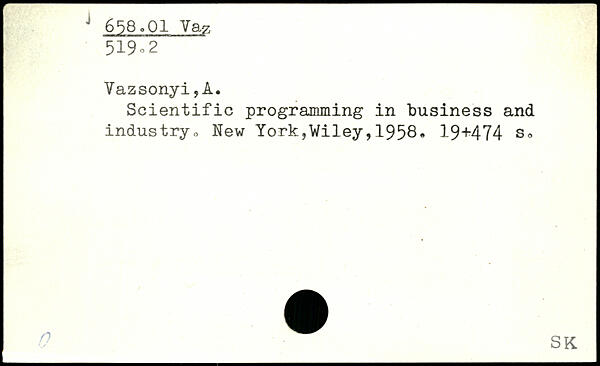 658.01 Vaz
519.2
Vazsonyi,A.
Scientific programming in business and
industry. New York,Wiley,1958. 19+474 s.
0
SK